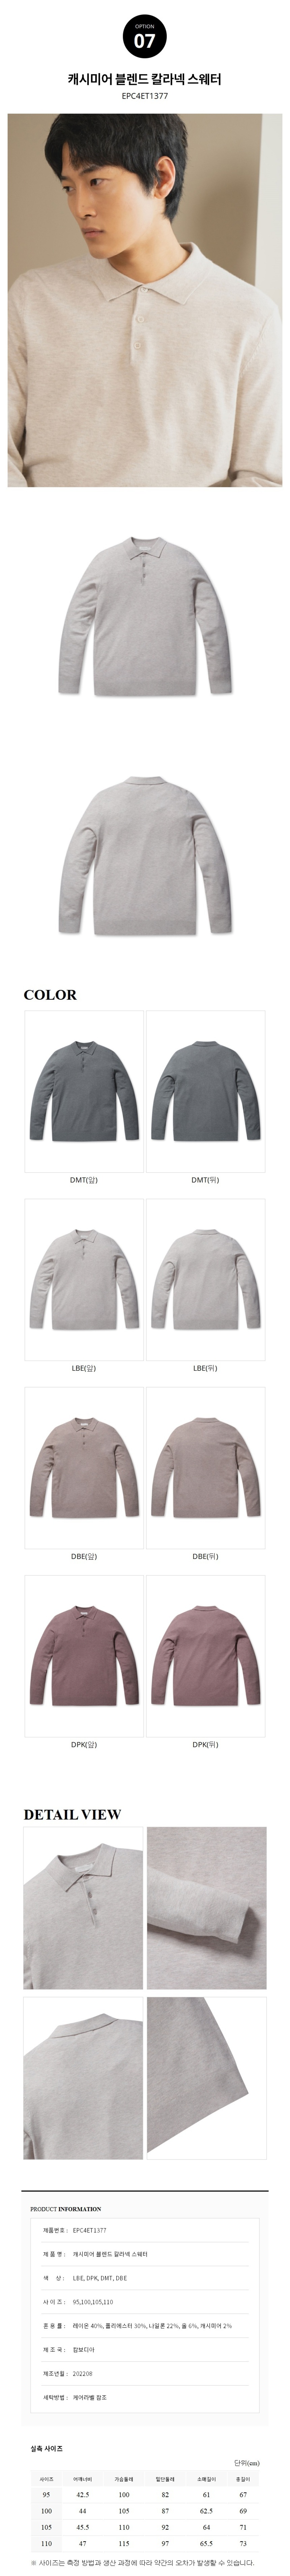 OPTION
07
캐시미어 블렌드 칼라넥 스웨터
EPC4ET1377
COLOR
DMT(앞) DMT(뒤)
LBE(앞) LBE(뒤)
DBE(앞) DBE(뒤)
DPK(앞) DPK(뒤)
DETAIL VIEW
PRODUCT INFORMATION
제품번호 : EPC4ET1377
제 품 명 : 캐시미어 블렌드 칼라넥 스웨터
색 상 : LBE, DPK, DMT, DBE
사 이 즈 : 95,100,105,110
혼 용 률 : 레이온 40%, 폴리에스터 30%, 나일론 22%, 울 6%, 캐시미어 2%
제 조 국 : 캄보디아
제조년월 : 202208
세탁방법 : 케어라벨 참조
실측 사이즈
단위(cm)
사이즈 어깨너비 가슴둘레 밑단둘레 소매길이 총길이
95 42.5 100 82 61 67
100 44 105 87 62.5 69
105 45.5 110 92 64 71
110 47 115 97 65.5 73
※ 사이즈는 측정 방법과 생산 과정에 따라 약간의 오차가 발생할 수 있습니다.